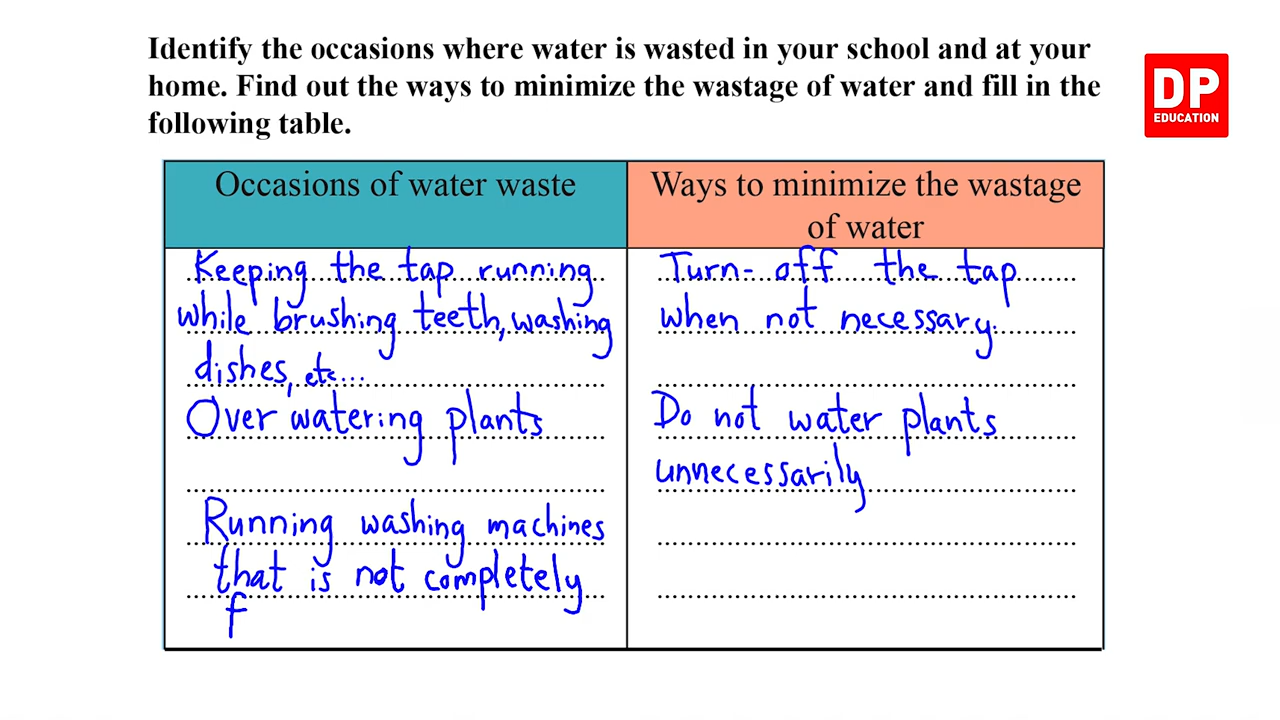 Identify the occasions where water is wasted in your school and at your
home. Find out the ways to minimize the wastage of water and fill in the
following table.
DP
EDUCATION
Occasions of water waste
Ways to minimize the wastage
of water
Keeping the tap running
while brushing teeth, washing
dishes, etc...
Over watering plants
Running washing machines
that is not completely
f
Turn- off the tap
when not necessary.
Do not water plants
unnecessarily